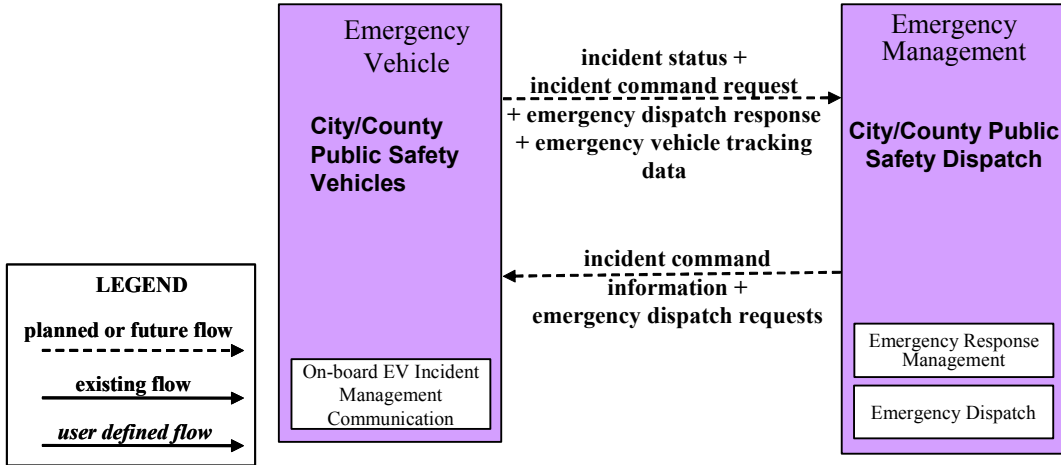 Emergency
Vehicle
City/County
Public Safety
Vehicles
On-board EV Incident
Management
Communication
incident status +
incident command request
+ emergency dispatch response
+ emergency vehicle tracking
data
incident command
information +
emergency dispatch requests
Emergency
Management
City/County Public
Safety Dispatch
Emergency Response
Management
Emergency Dispatch
LEGEND
planned or future flow
existing flow
user defined flow